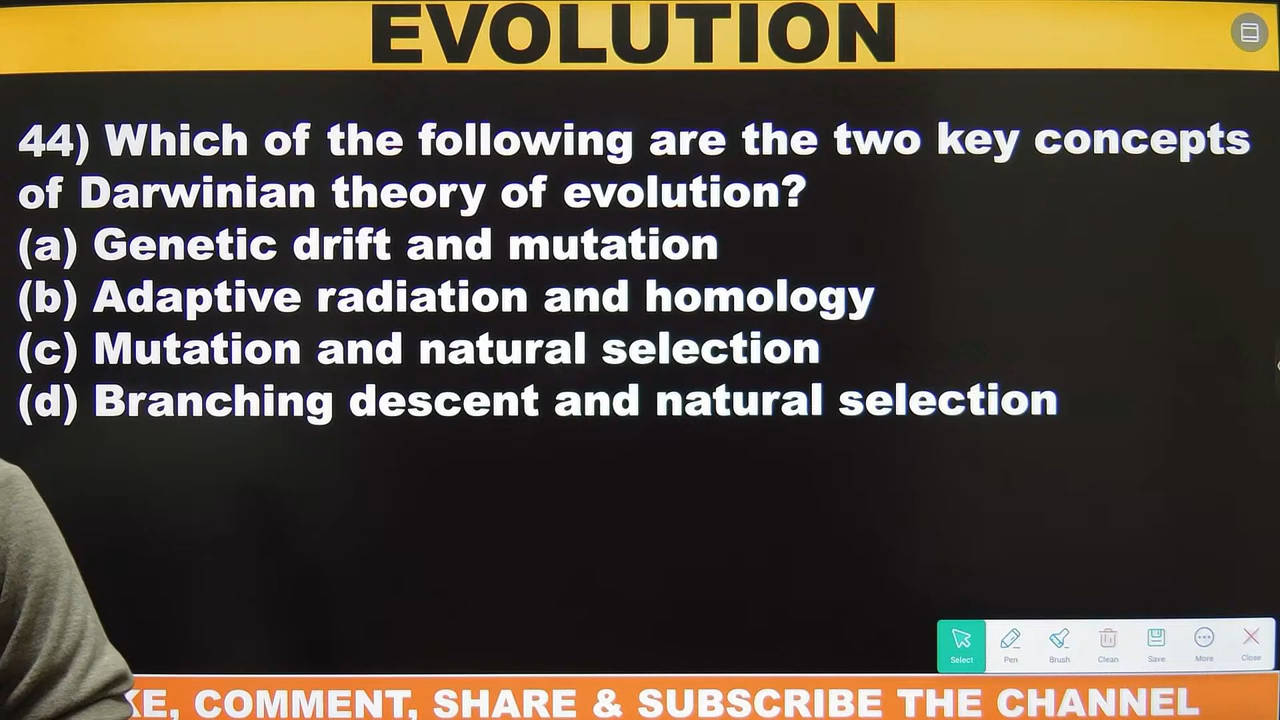 EVOLUTION
44) Which of the following are the two key concepts
of Darwinian theory of evolution?
(a) Genetic drift and mutation
(b) Adaptive radiation and homology
(c) Mutation and natural selection
(d) Branching descent and natural selection
Select Pen Brush Clean Save More Close
COMMENT, SHARE & SUBSCRIBE THE CHANNEL